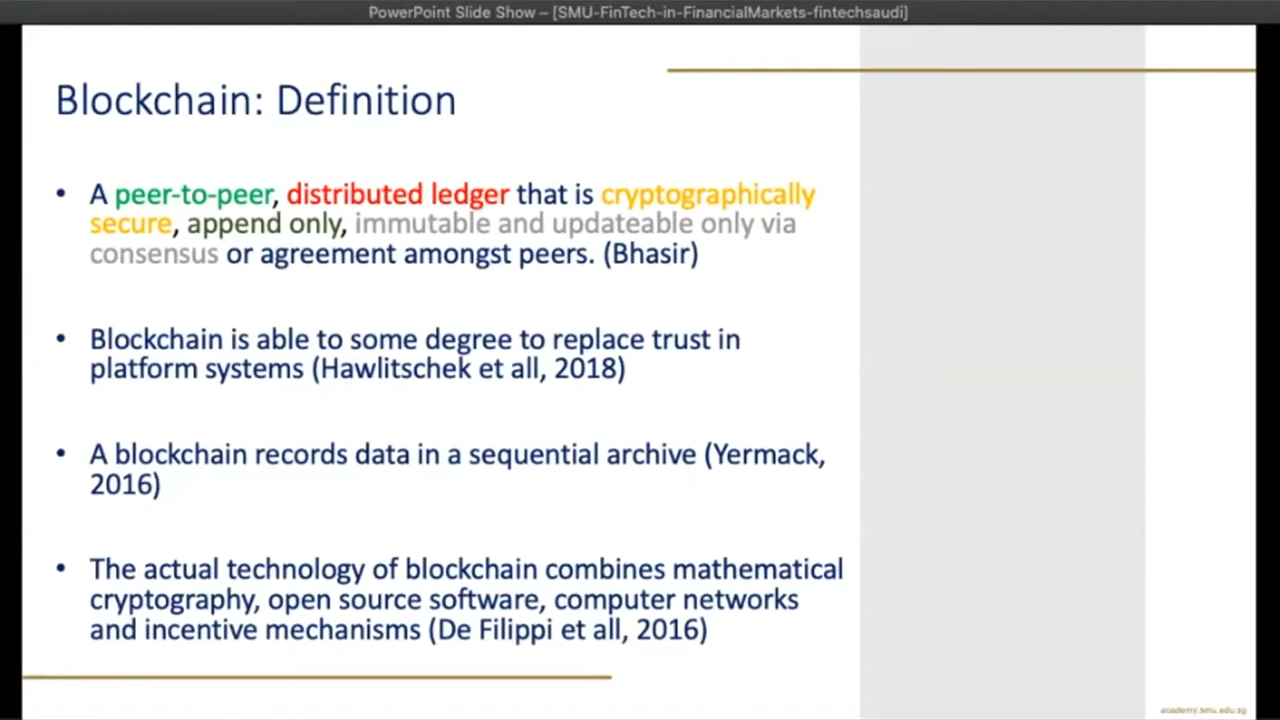 PowerPoint Slide Show – [SMU-FinTech-in-FinancialMarkets-fintechsaudi]
Blockchain: Definition
• A peer-to-peer, distributed ledger that is cryptographically
secure, append only, immutable and updateable only via
consensus or agreement amongst peers. (Bhasir)
• Blockchain is able to some degree to replace trust in
platform systems (Hawlitschek et all, 2018)
• A blockchain records data in a sequential archive (Yermack,
2016)
• The actual technology of blockchain combines mathematical
cryptography, open source software, computer networks
and incentive mechanisms (De Filippi et all, 2016)
academy.smu.edu.sg